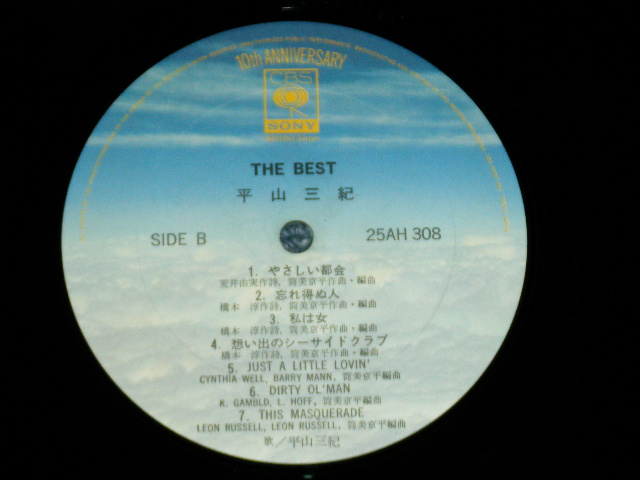 10th ANNIVERSARY
CBS
SONY
THE BEST
平山三紀
SIDE B
25AH 308
1. やさしい都会
荒井由実作詩, 筒美京平作曲・編曲
2. 忘れ得ぬ人
橋本 淳作詩, 筒美京平作曲・編曲
3. 私は女
橋本 淳作詩, 筒美京平作曲・編曲
4. 想い出のシーサイドクラブ
橋本 淳作詩, 筒美京平作曲・編曲
5. JUST A LITTLE LOVIN'
CYNTHIA WELL, BARRY MANN, 筒美京平編曲
6. DIRTY OL'MAN
K. GAMBLD, L. HOFF, 筒美京平編曲
7. THIS MASQUERADE
LEON RUSSELL, LEON RUSSELL, 筒美京平編曲
歌／平山三紀